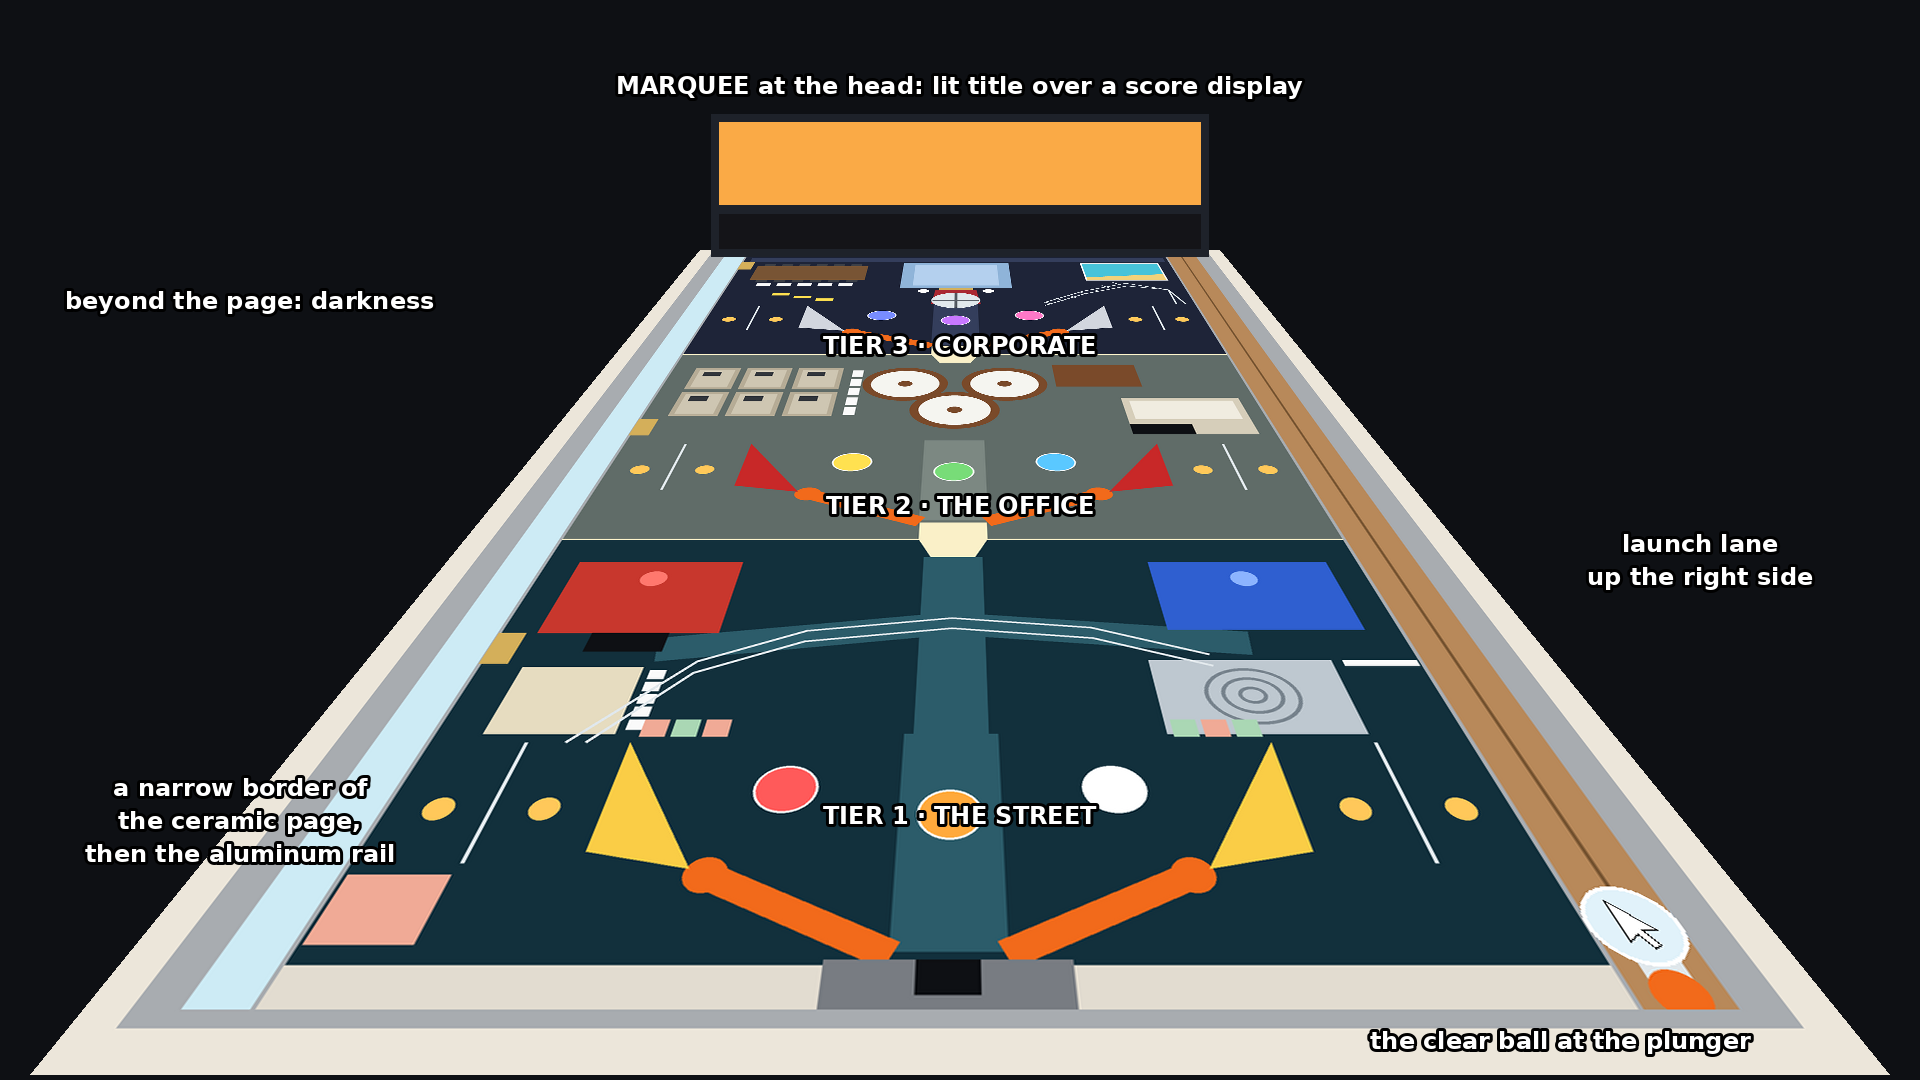 MARQUEE at the head: lit title over a score display
beyond the page: darkness
TIER 3 · CORPORATE
TIER 2 · THE OFFICE
launch lane
up the right side
a narrow border of
the ceramic page,
then the aluminum rail
TIER 1 · THE STREET
the clear ball at the plunger